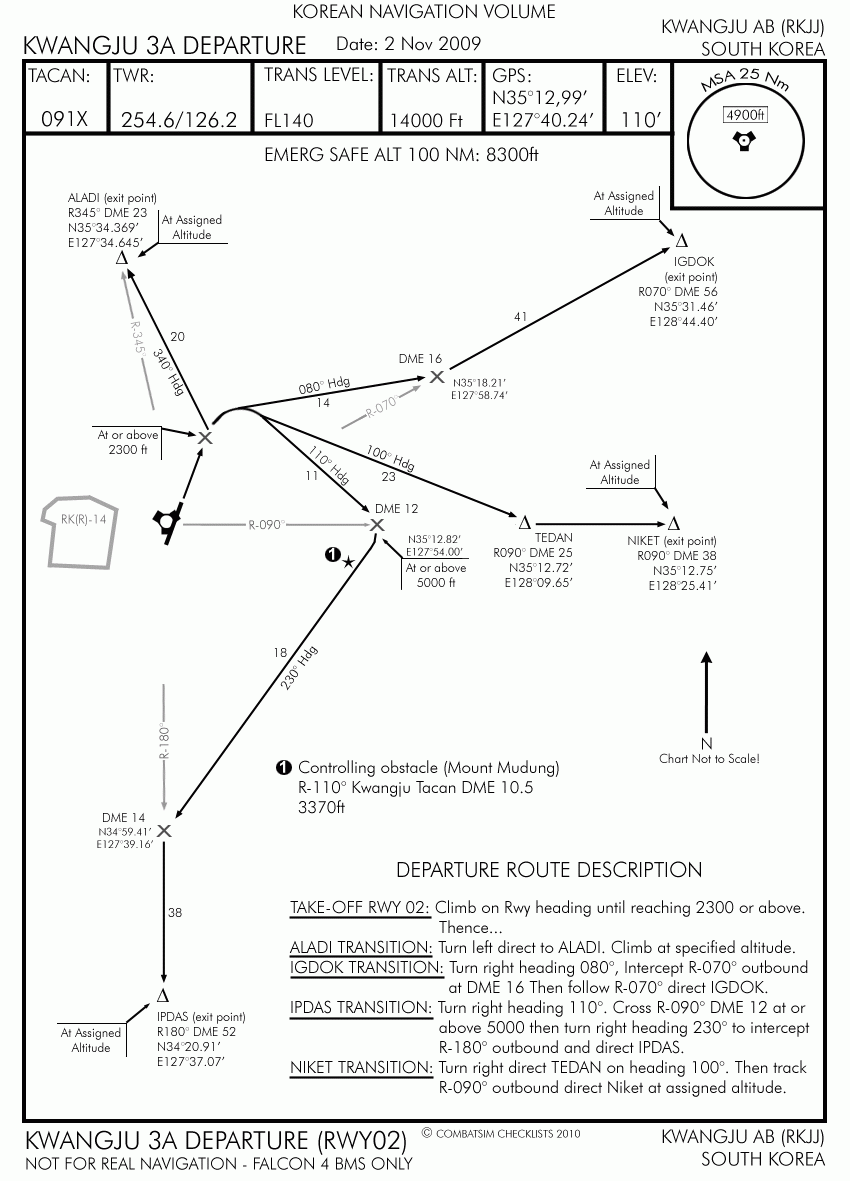 KOREAN NAVIGATION VOLUME
KWANGJU 3A DEPARTURE
Date: 2 Nov 2009
KWANGJU AB (RKJJ)
SOUTH KOREA
TACAN:
091X
TWR:
254.6/126.2
TRANS LEVEL:
FL140
TRANS ALT:
14000 Ft
GPS:
N35°12,99'
E127°40.24'
ELEV:
110'
MSA 25 Nm
4900ft
EMERG SAFE ALT 100 NM: 8300ft
ALADI (exit point)
R345° DME 23
N35°34.369'
E127°34.645'
At Assigned
Altitude
At Assigned
Altitude
IGDOK
(exit point)
R070° DME 56
N35°31.46'
E128°44.40'
R-345°
20
340° Hdg
41
DME 16
N35°18.21'
E127°58.74'
080° Hdg
14
R-070°
At or above
2300 ft
110° Hdg
11
100° Hdg
23
At Assigned
Altitude
RK(R)-14
R-090°
DME 12
N35°12.82'
E127°54.00'
At or above
5000 ft
1
TEDAN
R090° DME 25
N35°12.72'
E128°09.65'
NIKET (exit point)
R090° DME 38
N35°12.75'
E128°25.41'
18
230° Hdg
R-180°
N
Chart Not to Scale!
1 Controlling obstacle (Mount Mudung)
R-110° Kwangju Tacan DME 10.5
3370ft
DME 14
N34°59.41'
E127°39.16'
38
At Assigned
Altitude
IPDAS (exit point)
R180° DME 52
N34°20.91'
E127°37.07'
DEPARTURE ROUTE DESCRIPTION
TAKE-OFF RWY 02: Climb on Rwy heading until reaching 2300 or above.
Thence...
ALADI TRANSITION: Turn left direct to ALADI. Climb at specified altitude.
IGDOK TRANSITION: Turn right heading 080°, Intercept R-070° outbound
at DME 16 Then follow R-070° direct IGDOK.
IPDAS TRANSITION: Turn right heading 110°. Cross R-090° DME 12 at or
above 5000 then turn right heading 230° to intercept
R-180° outbound and direct IPDAS.
NIKET TRANSITION: Turn right direct TEDAN on heading 100°. Then track
R-090° outbound direct Niket at assigned altitude.
KWANGJU 3A DEPARTURE (RWY02)
© COMBATSIM CHECKLISTS 2010
KWANGJU AB (RKJJ)
NOT FOR REAL NAVIGATION - FALCON 4 BMS ONLY
SOUTH KOREA